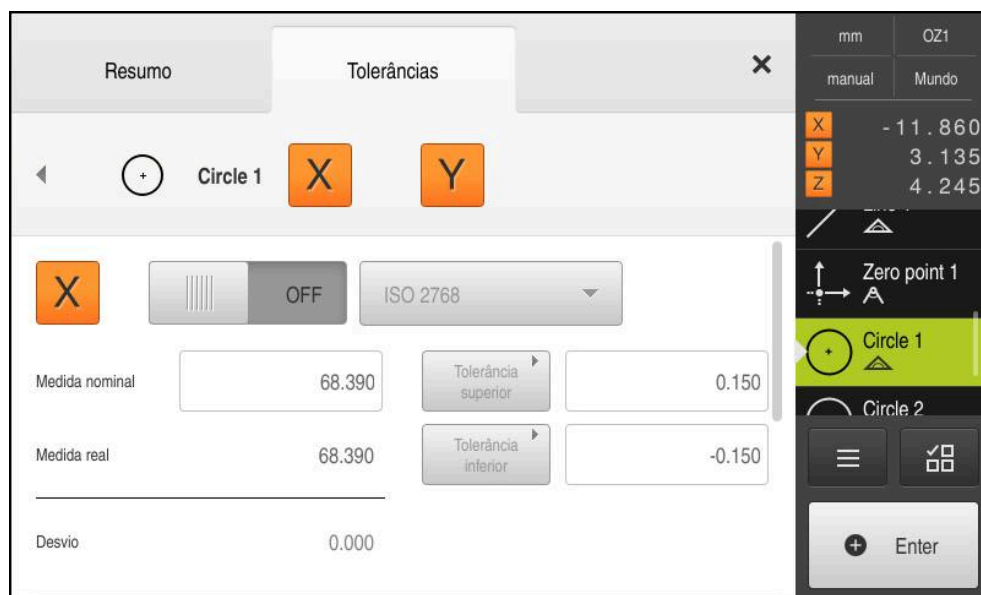 Resumo
Tolerâncias
×
Circle 1
X
Y
X
OFF
ISO 2768
Medida nominal
68.390
Tolerância
superior
0.150
Medida real
68.390
Tolerância
inferior
-0.150
Desvio
0.000
mm
OZ1
manual
Mundo
X -11.860
Y 3.135
Z 4.245
Zero point 1
Circle 1
Circle 2
Enter